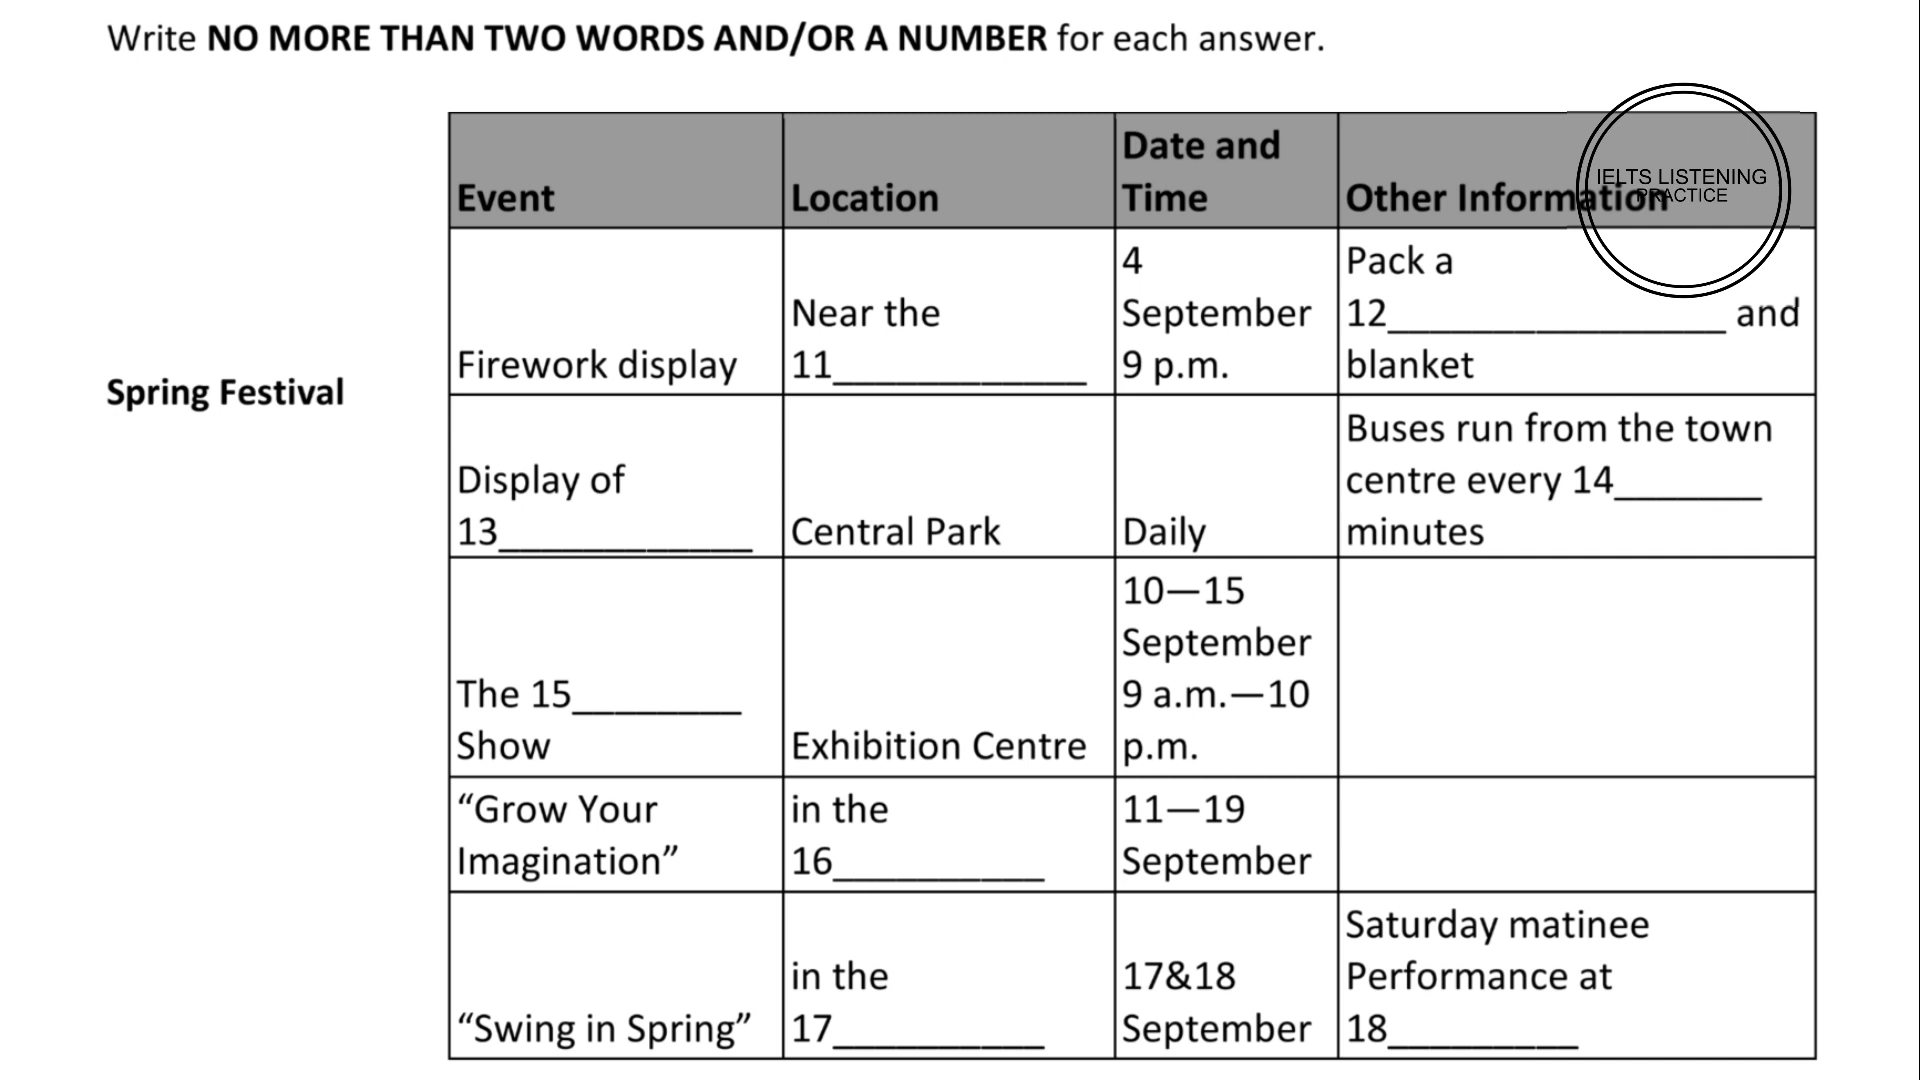 Write NO MORE THAN TWO WORDS AND/OR A NUMBER for each answer.
IELTS LISTENING
PRACTICE
Spring Festival
Event
Location
Date and
Time
Other Information
Firework display
Near the
11____________
4
September
9 p.m.
Pack a
12________________ and
blanket
Display of
13____________
Central Park
Daily
Buses run from the town
centre every 14_______
minutes
The 15________
Show
Exhibition Centre
10—15
September
9 a.m.—10
p.m.
“Grow Your
Imagination”
in the
16__________
11—19
September
“Swing in Spring”
in the
17__________
17&18
September
Saturday matinee
Performance at
18_________